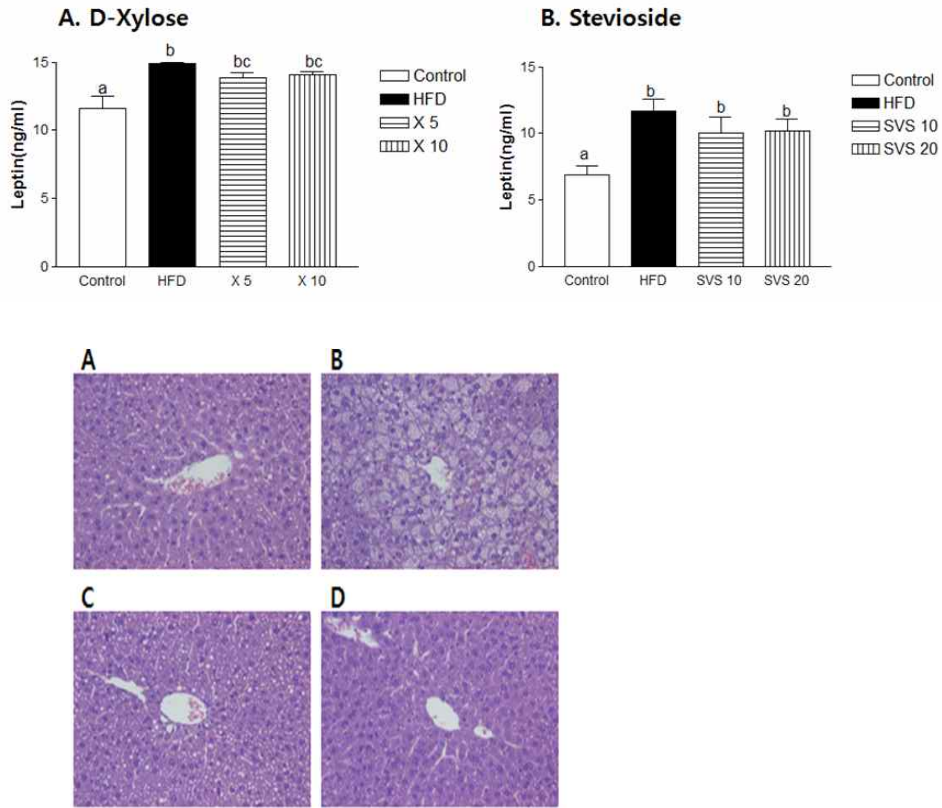 A. D-Xylose
B. Stevioside
b
15
bc
bc
a
10
5
0
Leptin(ng/ml)
Control
HFD
X 5
X 10
Control
HFD
X 5
X 10
15
b
b
b
10
a
5
0
Leptin(ng/ml)
Control
HFD
SVS 10
SVS 20
Control
HFD
SVS 10
SVS 20
A
B
C
D